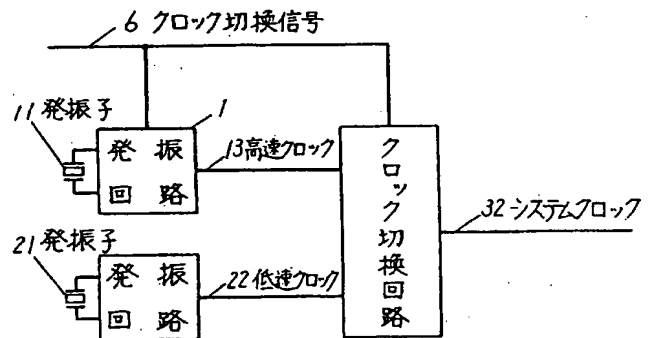 6 クロック切換信号
11 発振子
1
発振
回路
13高速クロック
クロック切換回路
32 システムクロック
21 発振子
発振
回路
22 低速クロック